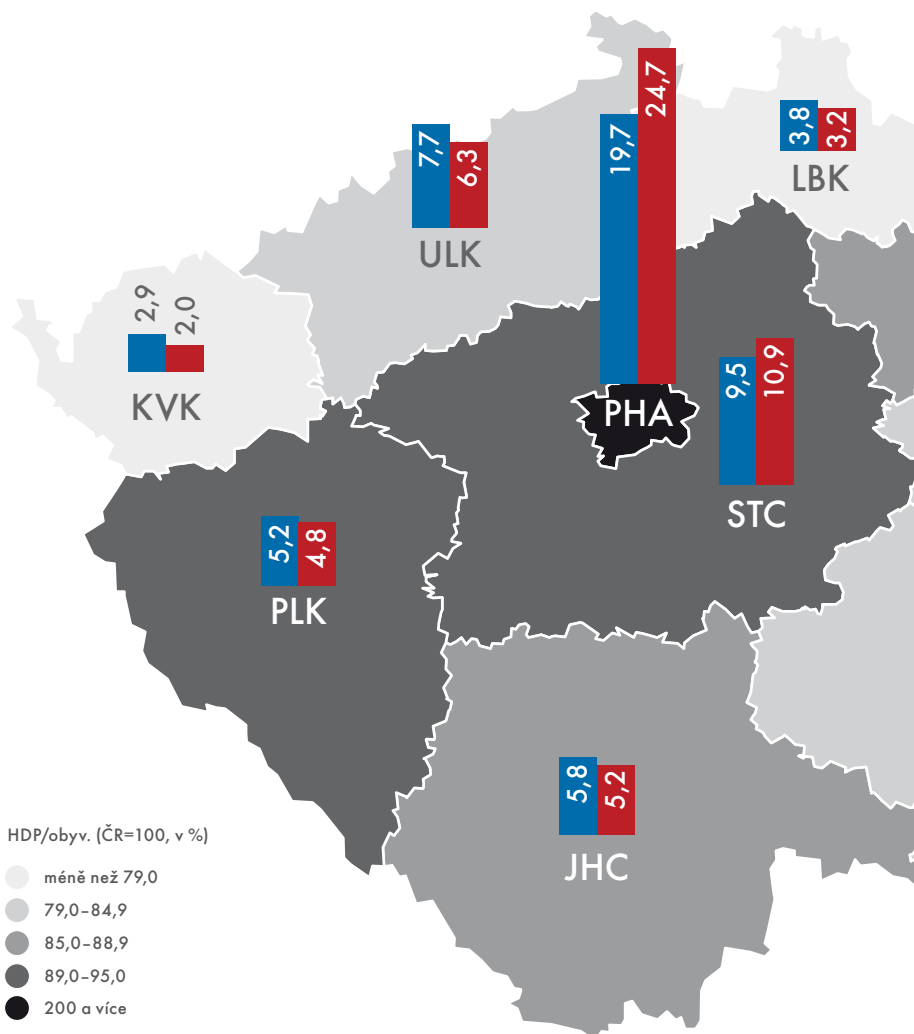 24,7
19,7
3,8
3,2
LBK
7,7
6,3
ULK
2,9
2,0
KVK
PHA
9,5
10,9
STC
5,2
4,8
PLK
5,8
5,2
JHC
HDP/obyv. (ČR=100, v %)
méně než 79,0
79,0–84,9
85,0–88,9
89,0–95,0
200 a více